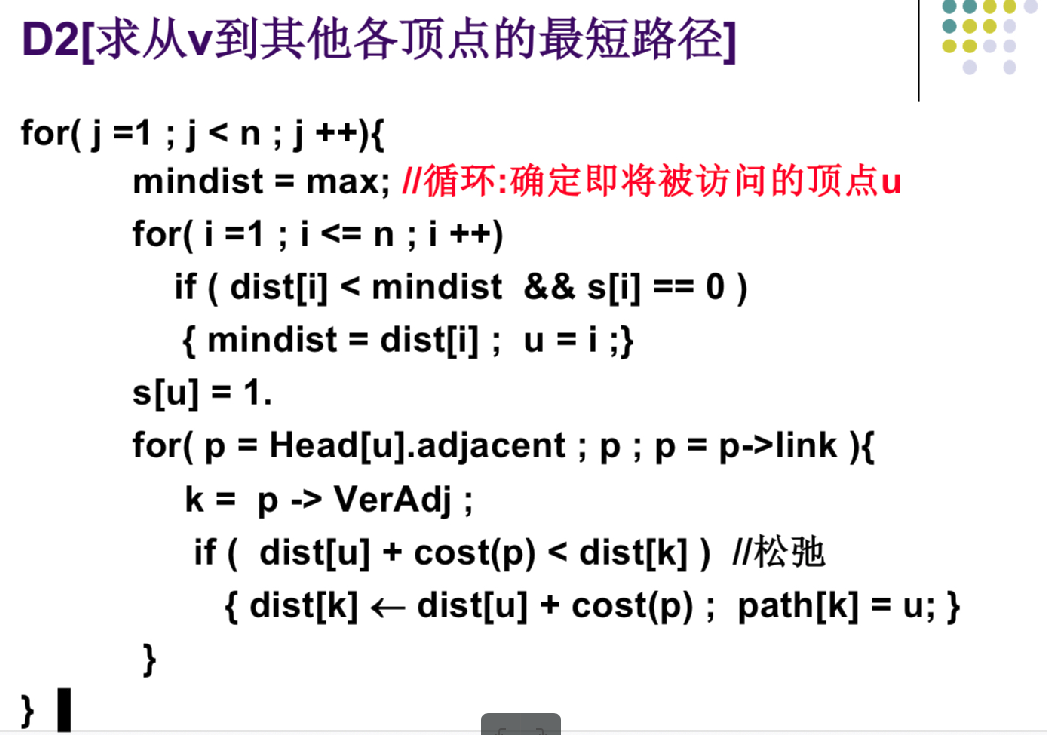 D2[求从v到其他各顶点的最短路径]
for( j =1 ; j < n ; j ++){
mindist = max; //循环:确定即将被访问的顶点u
for( i =1 ; i <= n ; i ++)
if ( dist[i] < mindist && s[i] == 0 )
{ mindist = dist[i] ; u = i ;}
s[u] = 1.
for( p = Head[u].adjacent ; p ; p = p->link ){
k = p -> VerAdj ;
if ( dist[u] + cost(p) < dist[k] ) //松弛
{ dist[k] ← dist[u] + cost(p) ; path[k] = u; }
}
} ▌